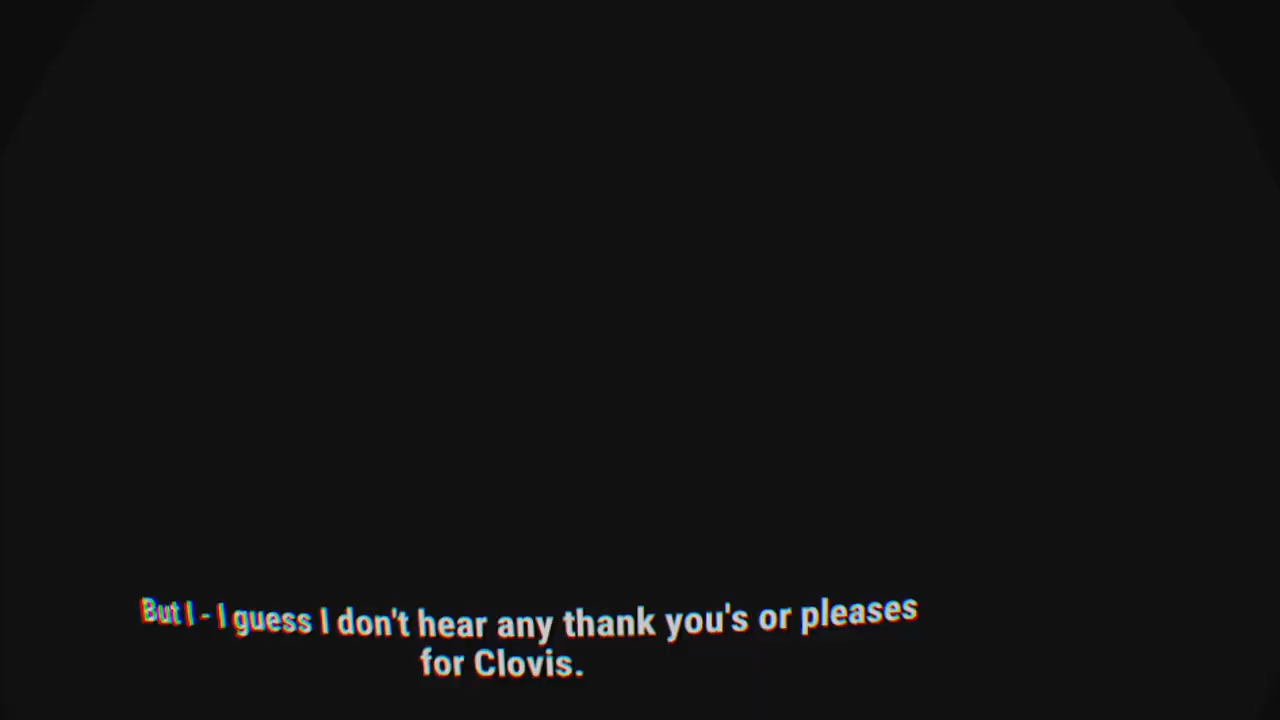 But I - I guess I don't hear any thank you's or pleases
for Clovis.